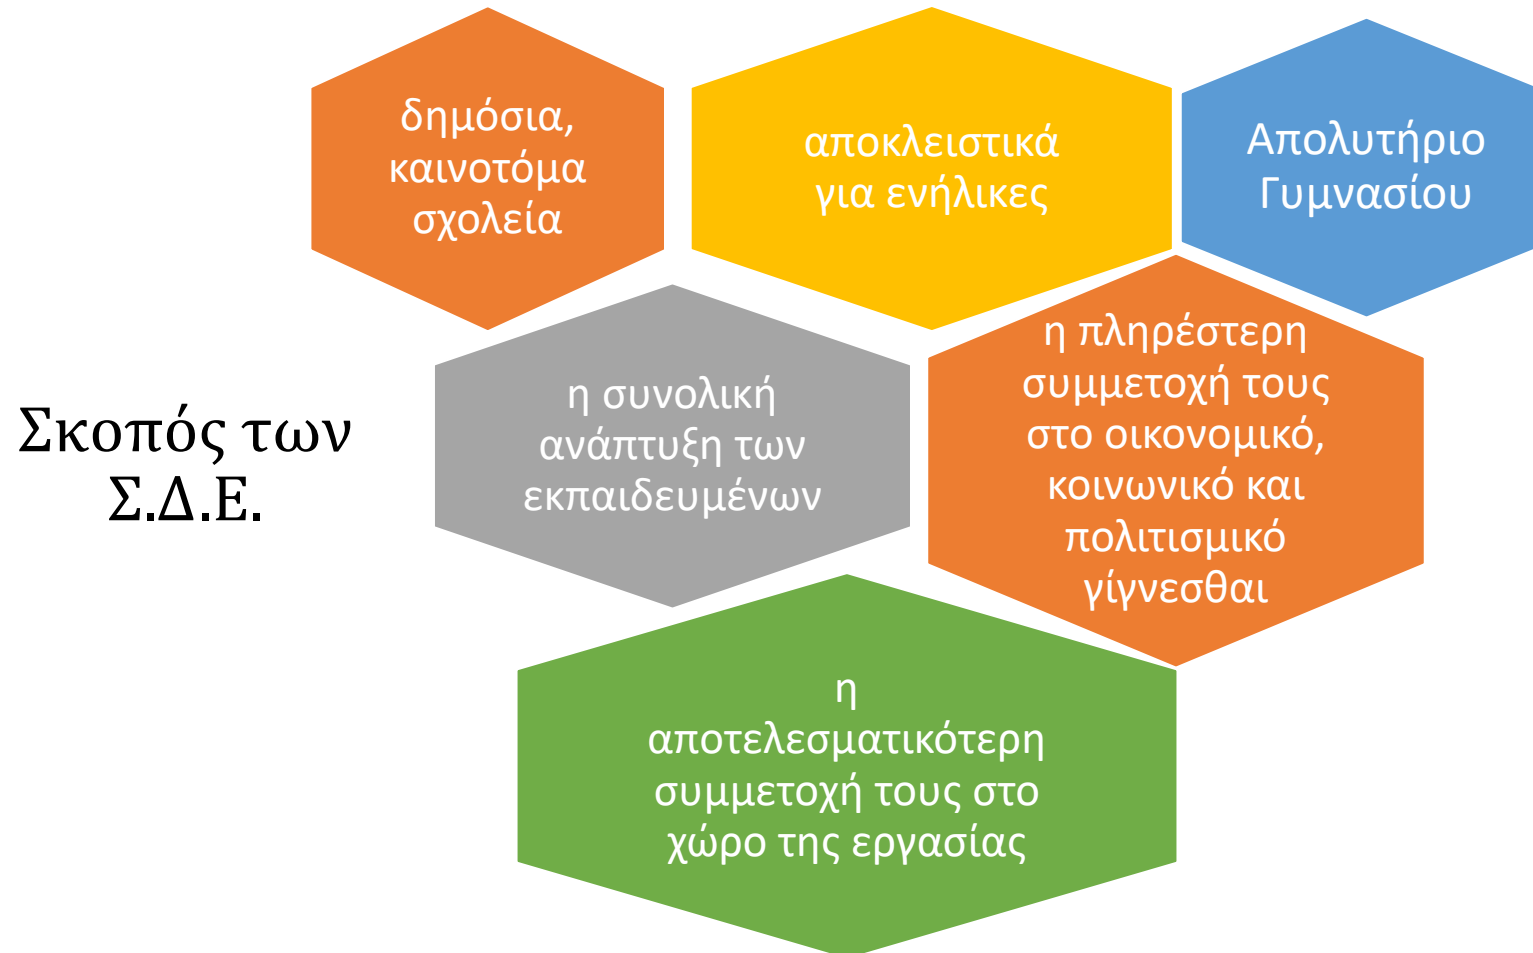 δημόσια,
καινοτόμα
σχολεία
αποκλειστικά
για ενήλικες
Απολυτήριο
Γυμνασίου
Σκοπός των
Σ.Δ.Ε.
η συνολική
ανάπτυξη των
εκπαιδευμένων
η πληρέστερη
συμμετοχή τους
στο οικονομικό,
κοινωνικό και
πολιτισμικό
γίγνεσθαι
η
αποτελεσματικότερη
συμμετοχή τους στο
χώρο της εργασίας